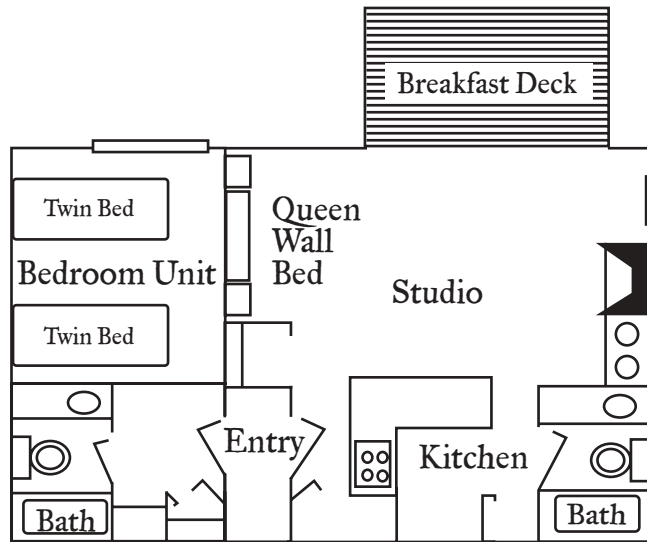 Breakfast Deck
Twin Bed
Queen
Wall
Bed
Bedroom Unit
Studio
Twin Bed
Entry
Kitchen
Bath
Bath